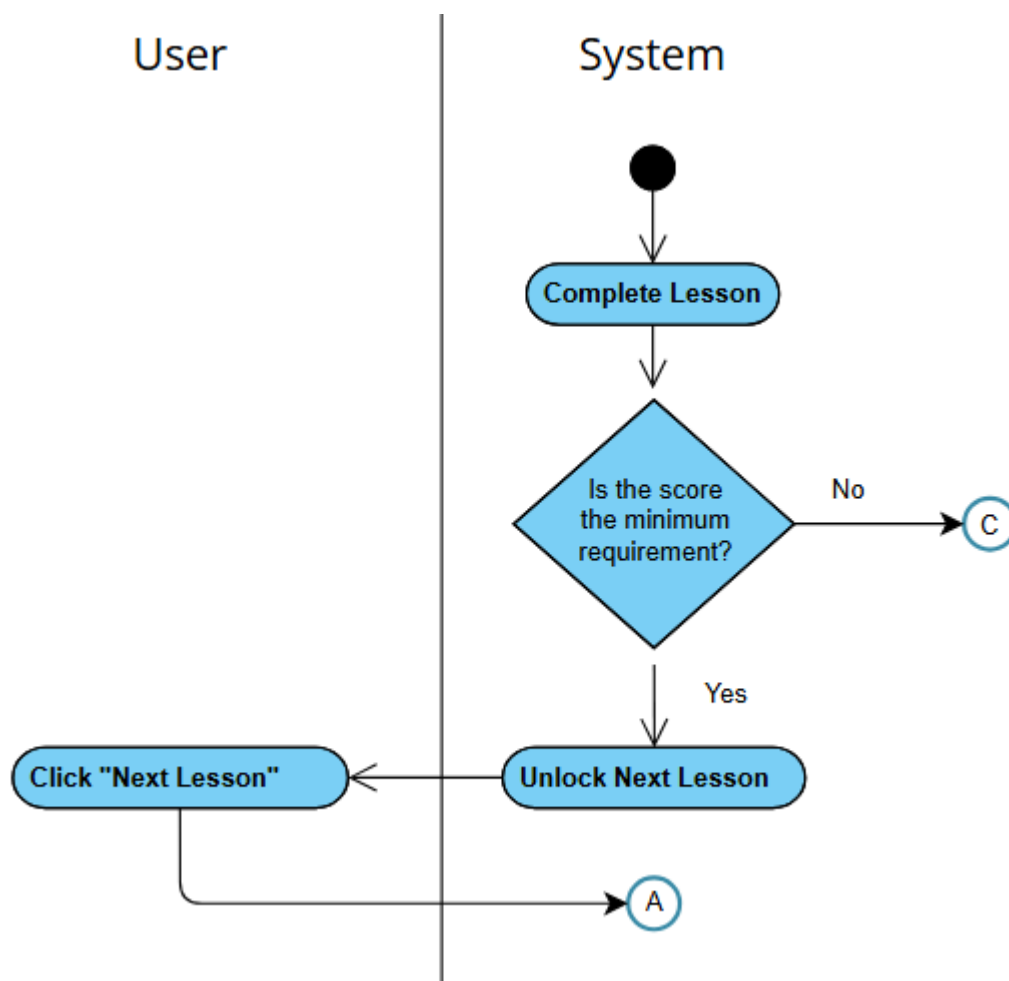 User
System
Complete Lesson
Is the score
the minimum
requirement?
No
C
Yes
Click "Next Lesson"
Unlock Next Lesson
A